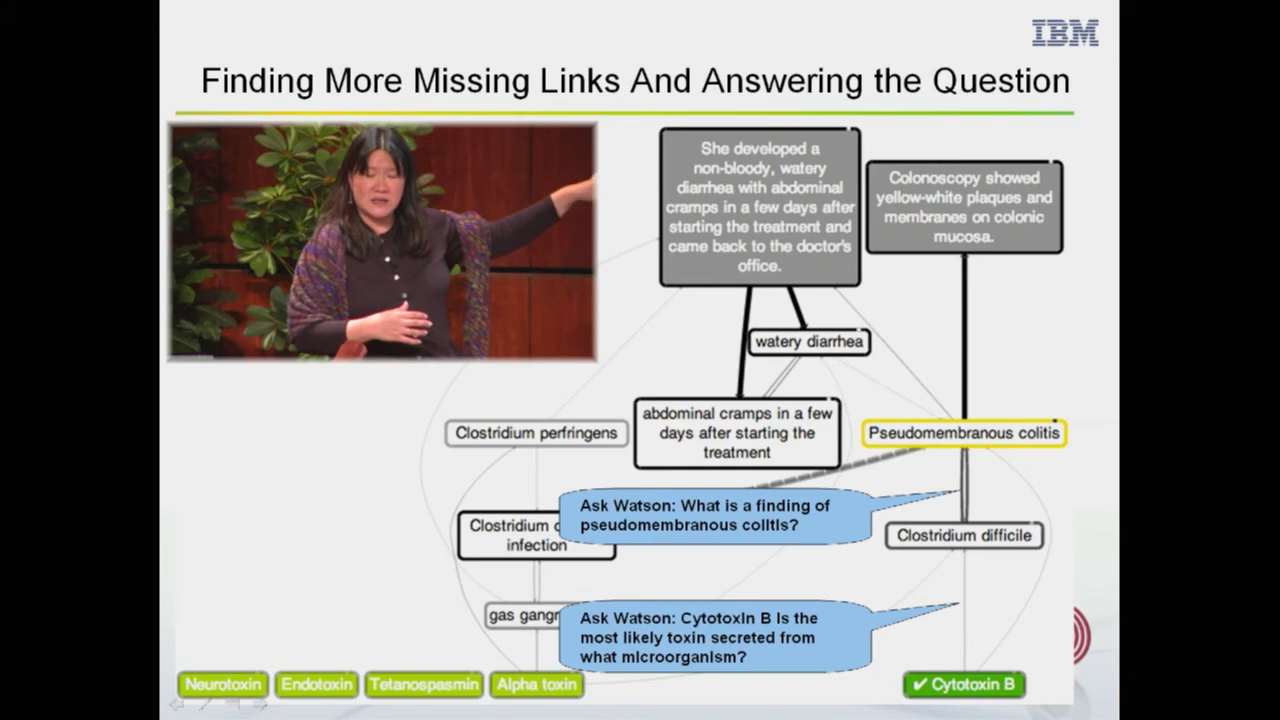 IBM
Finding More Missing Links And Answering the Question
She developed a
non-bloody, watery
diarrhea with abdominal
cramps in a few days after
starting the treatment and
came back to the doctor's
office.
Colonoscopy showed
yellow-white plaques and
membranes on colonic
mucosa.
watery diarrhea
Clostridium perfringens
abdominal cramps in a few
days after starting the
treatment
Pseudomembranous colitis
Ask Watson: What is a finding of
pseudomembranous colitis?
Clostridium
infection
Clostridium difficile
gas
Ask Watson: Cytotoxin B is the
most likely toxin secreted from
what microorganism?
Neurotoxin
Endotoxin
Tetanospasmin
Alpha toxin
✔ Cytotoxin B